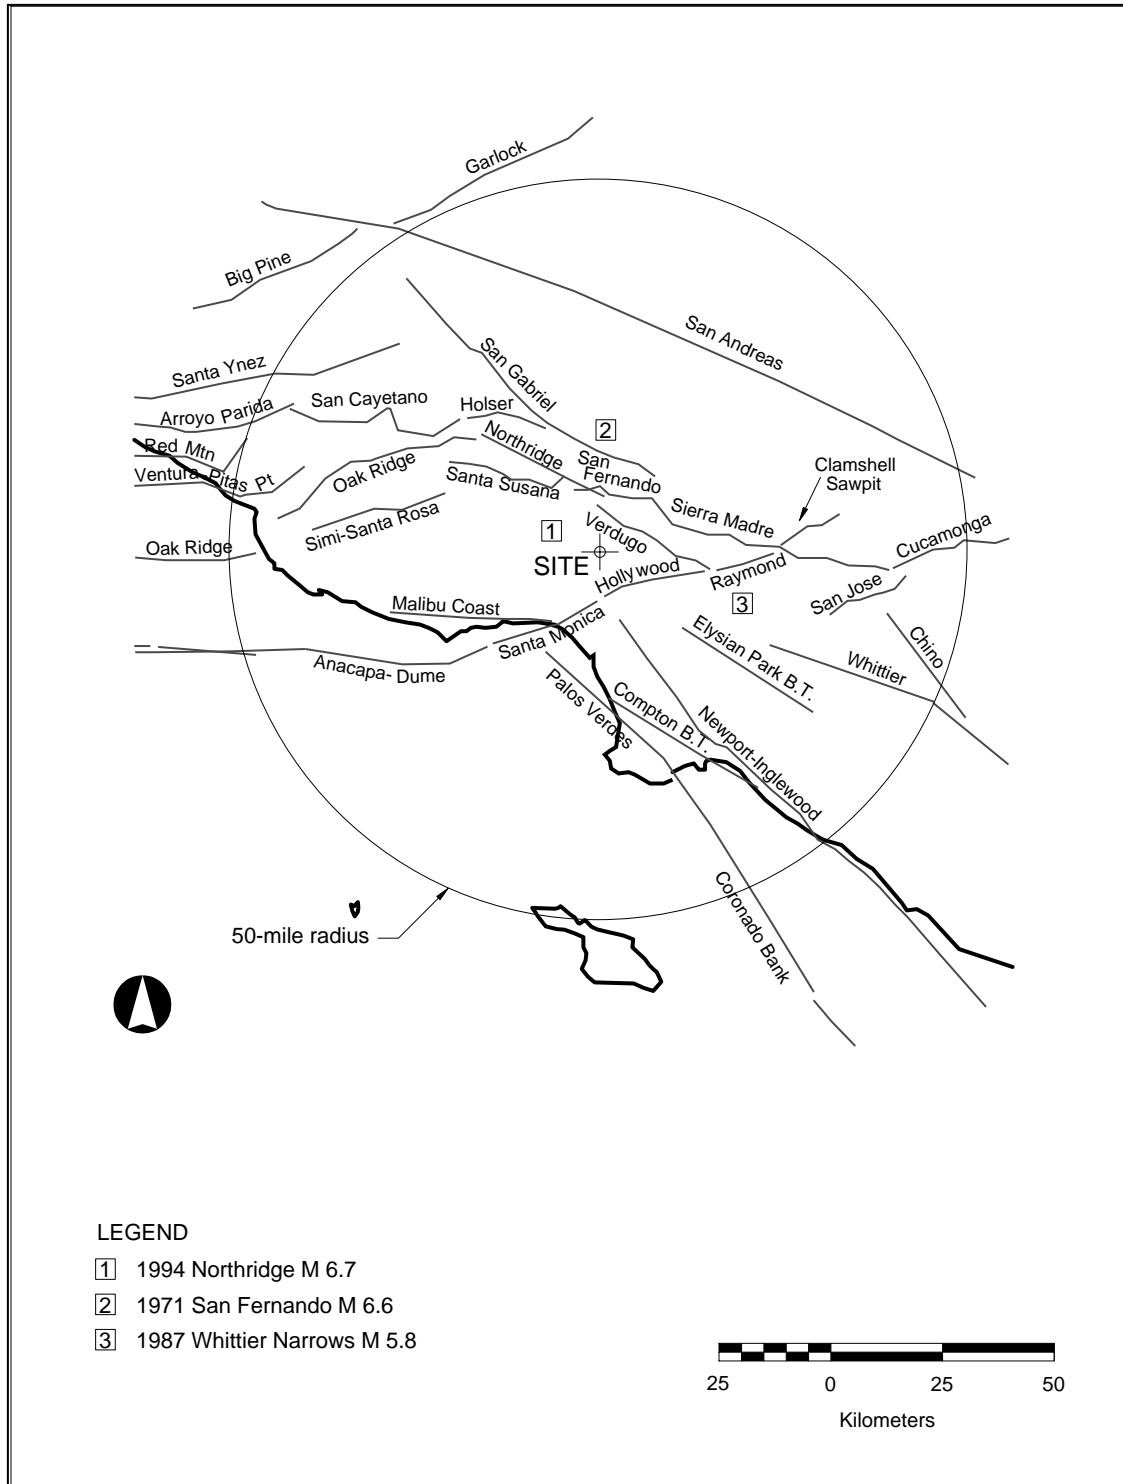 Garlock
Big Pine
San Andreas
Santa Ynez
San Gabriel
Arroyo Parida
San Cayetano
Holser
2
Red Mtn
Northridge
San
Fernando
Ventura-Pitas Pt
Oak Ridge
Santa Susana
Clamshell
Sawpit
Simi-Santa Rosa
1
Verdugo
Sierra Madre
Cucamonga
Oak Ridge
SITE
Hollywood
Raymond
San Jose
Malibu Coast
3
Santa Monica
Elysian Park B.T.
Whittier
Chino
Anacapa-Dume
Palos Verdes
Compton B.T.
Newport-Inglewood
Coronado Bank
50-mile radius
LEGEND
1 1994 Northridge M 6.7
2 1971 San Fernando M 6.6
3 1987 Whittier Narrows M 5.8
25 0 25 50
Kilometers